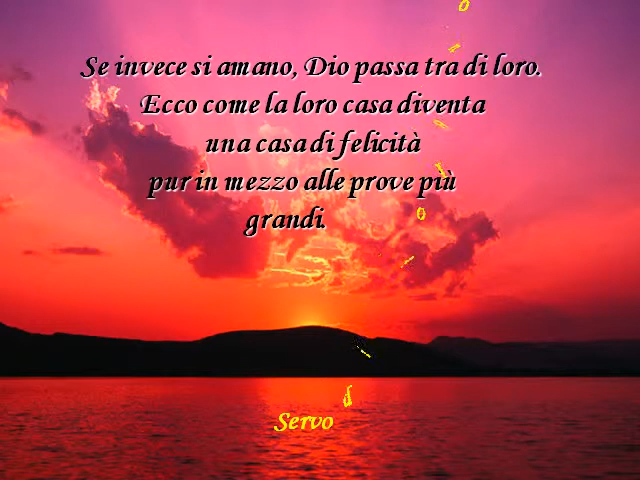 Se invece si amano, Dio passa tra di loro.
Ecco come la loro casa diventa
una casa di felicità
pur in mezzo alle prove più
grandi.
Servo d